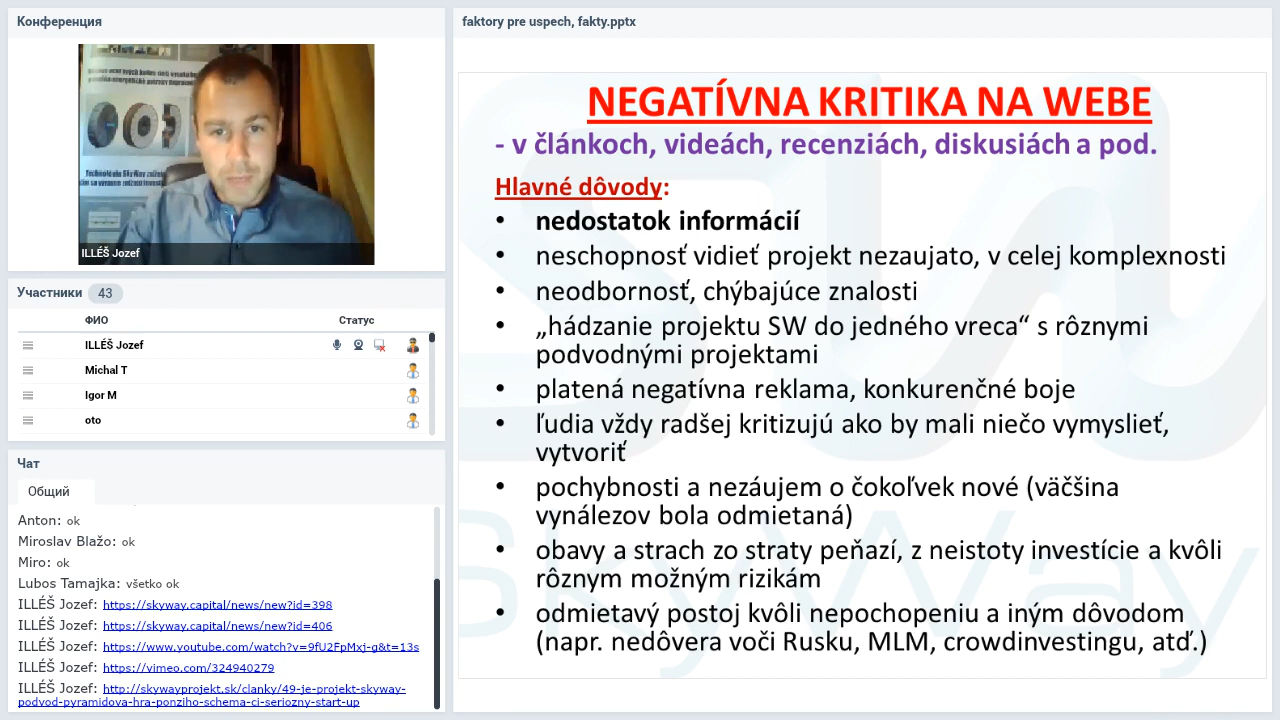 Конференция
ILLÉŠ Jozef
Участники 43
ФИО Статус
ILLÉŠ Jozef
Michal T
Igor M
oto
Чат
Общий
Anton: ok
Miroslav Blažo: ok
Miro: ok
Lubos Tamajka: všetko ok
ILLÉŠ Jozef: https://skyway.capital/news/new?id=398
ILLÉŠ Jozef: https://skyway.capital/news/new?id=406
ILLÉŠ Jozef: https://www.youtube.com/watch?v=9fU2FpMxj-g&t=13s
ILLÉŠ Jozef: https://vimeo.com/324940279
ILLÉŠ Jozef: http://skywayprojekt.sk/clanky/49-je-projekt-skyway-
podvod-pyramidova-hra-ponziho-schema-ci-seriozny-start-up
faktory pre uspech, fakty.pptx
NEGATÍVNA KRITIKA NA WEBE
- v článkoch, videách, recenziách, diskusiách a pod.
Hlavné dôvody:
• nedostatok informácií
• neschopnosť vidieť projekt nezaujato, v celej komplexnosti
• neodbornosť, chýbajúce znalosti
• „hádzanie projektu SW do jedného vreca“ s rôznymi
podvodnými projektami
• platená negatívna reklama, konkurenčné boje
• ľudia vždy radšej kritizujú ako by mali niečo vymyslieť,
vytvoriť
• pochybnosti a nezáujem o čokoľvek nové (väčšina
vynálezov bola odmietaná)
• obavy a strach zo straty peňazí, z neistoty investície a kvôli
rôznym možným rizikám
• odmietavý postoj kvôli nepochopeniu a iným dôvodom
(napr. nedôvera voči Rusku, MLM, crowdinvestingu, atď.)
SkyWay